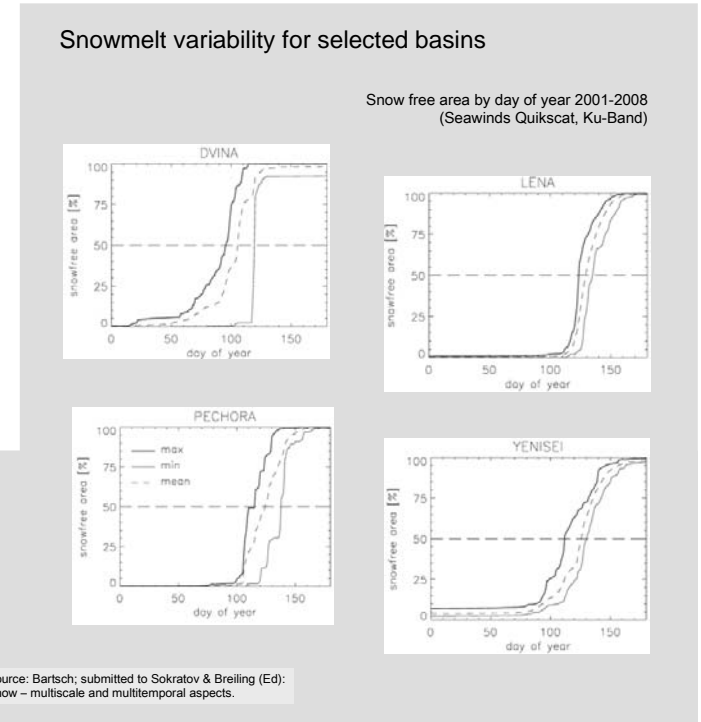 Snowmelt variability for selected basins
Snow free area by day of year 2001-2008
(Seawinds Quikscat, Ku-Band)
DVINA
100
75
50
25
0
snowfree area [%]
0 50 100 150
day of year
LENA
100
75
50
25
0
snowfree area [%]
0 50 100 150
day of year
PECHORA
100
75
50
25
0
snowfree area [%]
max
min
mean
0 50 100 150
day of year
YENISEI
100
75
50
25
0
snowfree area [%]
0 50 100 150
day of year
ource: Bartsch; submitted to Sokratov & Breiling (Ed):
now – multiscale and multitemporal aspects.